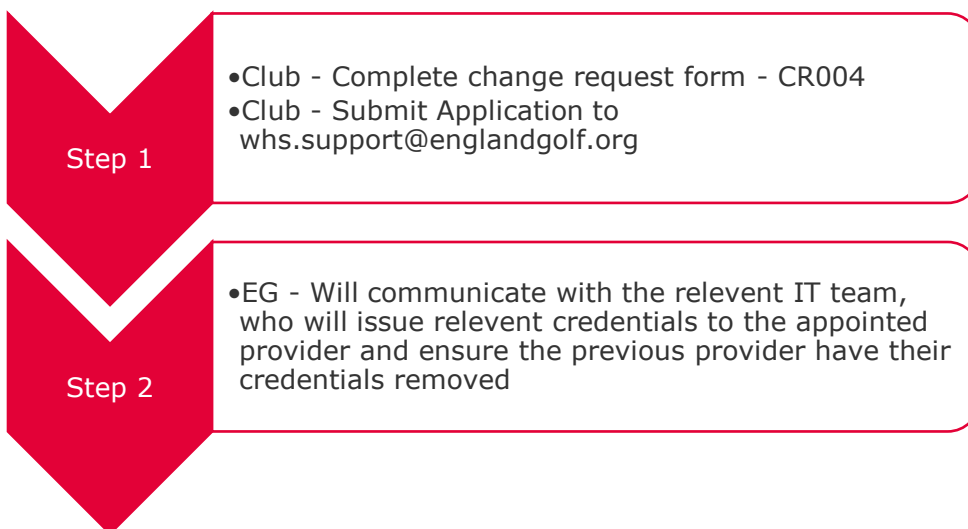 Step 1
•Club - Complete change request form - CR004
•Club - Submit Application to
whs.support@englandgolf.org
Step 2
•EG - Will communicate with the relevent IT team,
who will issue relevent credentials to the appointed
provider and ensure the previous provider have their
credentials removed